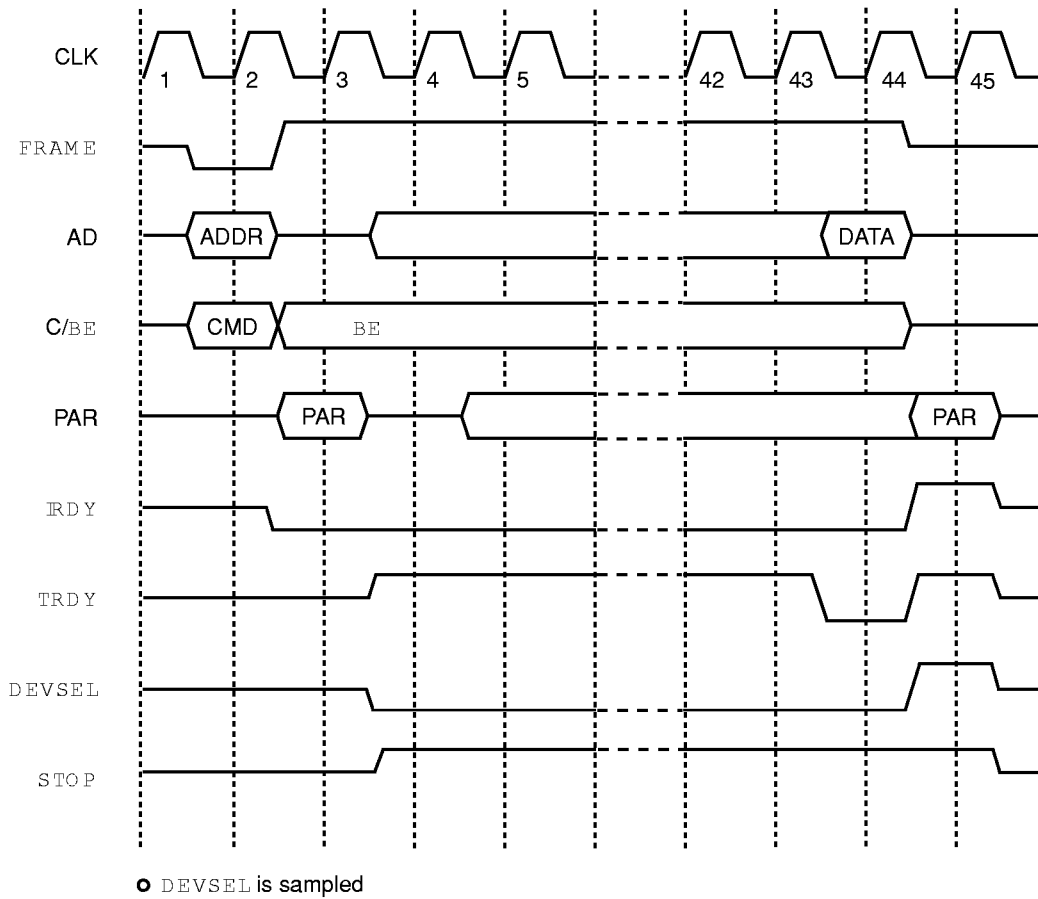 CLK
1 2 3 4 5 42 43 44 45
FRAME
AD ADDR DATA
C/BE CMD BE
PAR PAR PAR
IRDY
TRDY
DEVSEL
STOP
DEVSEL is sampled